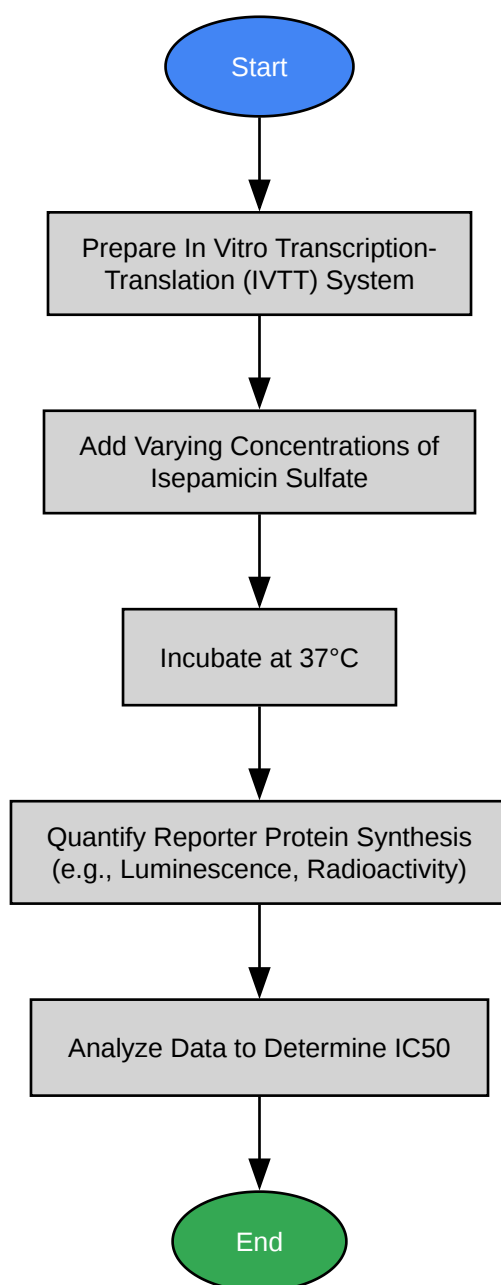 Start
Prepare In Vitro Transcription-
Translation (IVTT) System
Add Varying Concentrations of
Isepamicin Sulfate
Incubate at 37°C
Quantify Reporter Protein Synthesis
(e.g., Luminescence, Radioactivity)
Analyze Data to Determine IC50
End